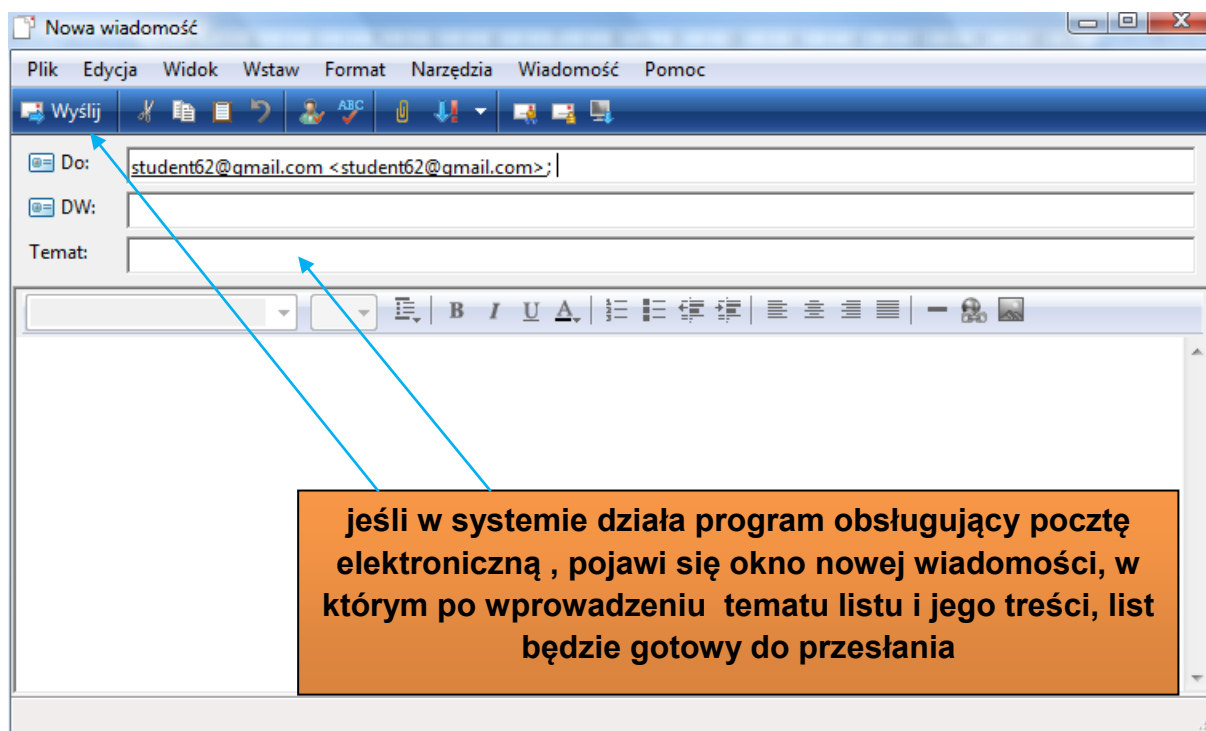 Nowa wiadomość
Plik Edycja Widok Wstaw Format Narzędzia Wiadomość Pomoc
Wyślij ABC
Do: student62@gmail.com <student62@gmail.com>;
DW:
Temat:
B I U A
jeśli w systemie działa program obsługujący pocztę
elektroniczną , pojawi się okno nowej wiadomości, w
którym po wprowadzeniu tematu listu i jego treści, list
będzie gotowy do przesłania